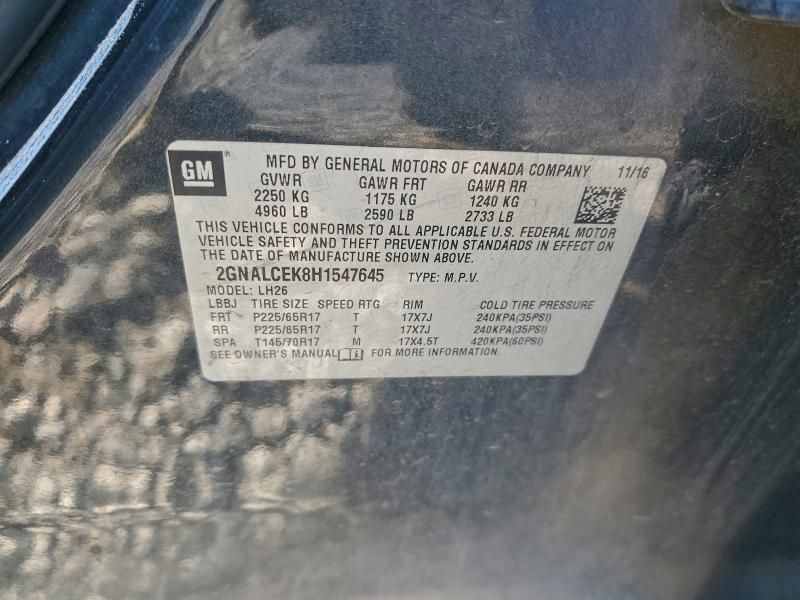 GM ® MFD BY GENERAL MOTORS OF CANADA COMPANY 11/16
GVWR GAWR FRT GAWR RR
2250 KG 1175 KG 1240 KG
4960 LB 2590 LB 2733 LB
THIS VEHICLE CONFORMS TO ALL APPLICABLE U.S. FEDERAL MOTOR
VEHICLE SAFETY AND THEFT PREVENTION STANDARDS IN EFFECT ON
THE DATE OF MANUFACTURE SHOWN ABOVE.
2GNALCEK8H1547645 TYPE: M.P.V.
MODEL: LH26
LBBJ TIRE SIZE SPEED RTG RIM COLD TIRE PRESSURE
FRT P225/65R17 T 17X7J 240KPA(35PSI)
RR P225/65R17 T 17X7J 240KPA(35PSI)
SPA T145/70R17 M 17X4.5T 420KPA(60PSI)
SEE OWNER'S MANUAL FOR MORE INFORMATION.